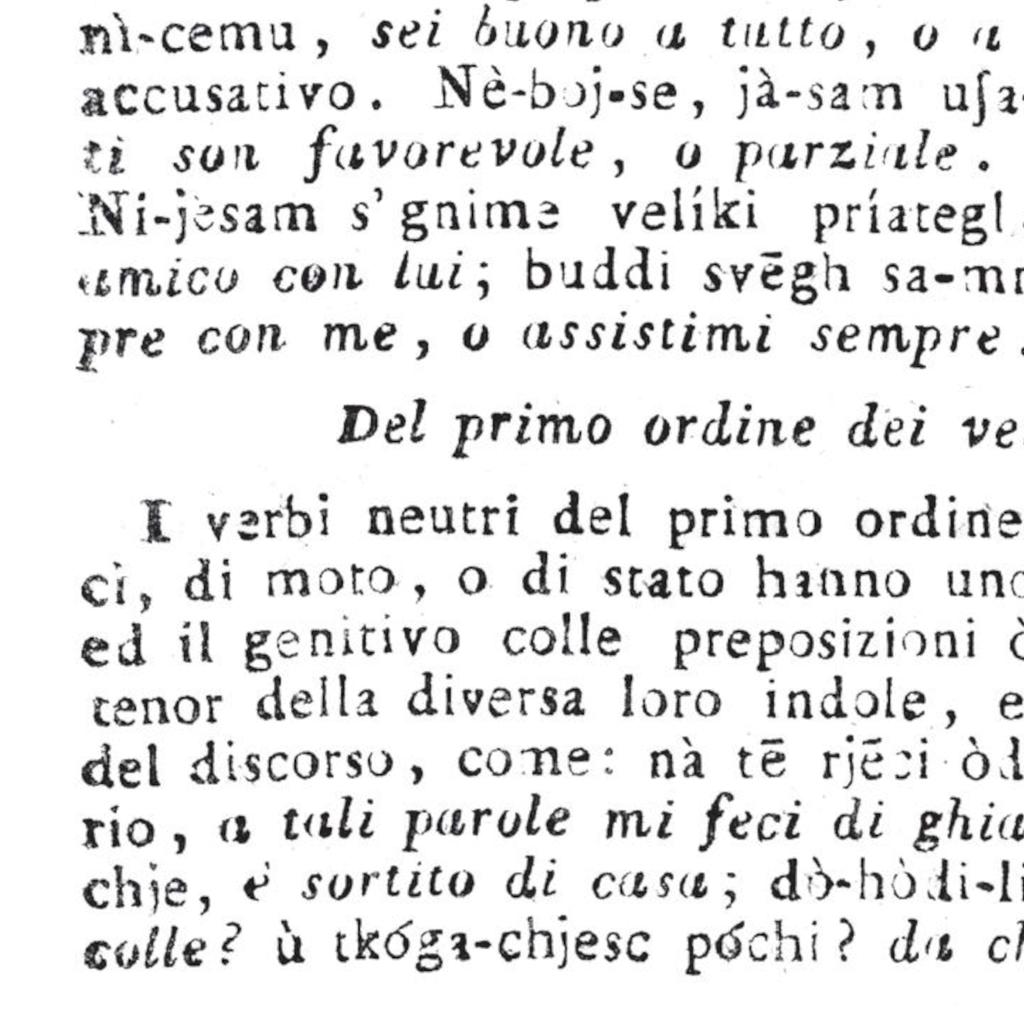 nì-cemu, sei buono a tutto, o a
accusativo. Nè-boj-se, jà-sam uſa-
ti son favorevole, o parziale.
Ni-jesam s' gnime velíki príategl
amico con lui; buddi svēgh sa-mn
pre con me, o assistimi sempre.
Del primo ordine dei ve
I verbi neutri del primo ordine
ci, di moto, o di stato hanno uno
ed il genitivo colle preposizioni ò
tenor della diversa loro indole, e
del discorso, come: nà tē rjēci òd
rio, a tali parole mi feci di ghia
chje, è sortito di casa; dò-hòdi-li
colle? ù tkóga-chjesc póchi? da ch